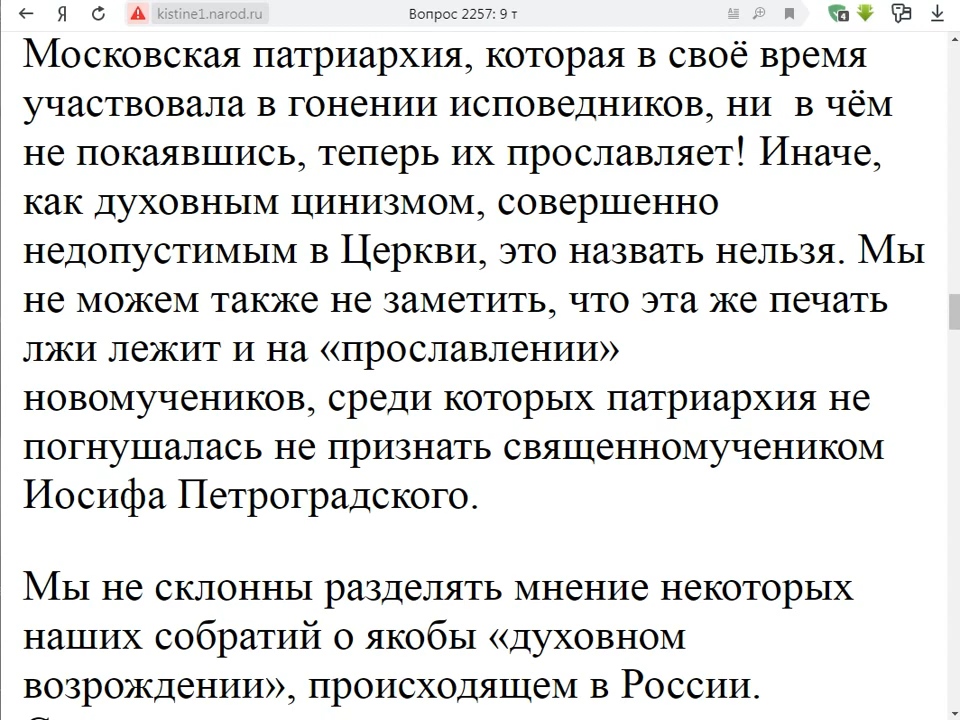 kistine1.narod.ru
Вопрос 2257: 9 т
4
Московская патриархия, которая в своё время
участвовала в гонении исповедников, ни в чём
не покаявшись, теперь их прославляет! Иначе,
как духовным цинизмом, совершенно
недопустимым в Церкви, это назвать нельзя. Мы
не можем также не заметить, что эта же печать
лжи лежит и на «прославлении»
новомучеников, среди которых патриархия не
погнушалась не признать священномучеником
Иосифа Петроградского.
Мы не склонны разделять мнение некоторых
наших собратий о якобы «духовном
возрождении», происходящем в России.